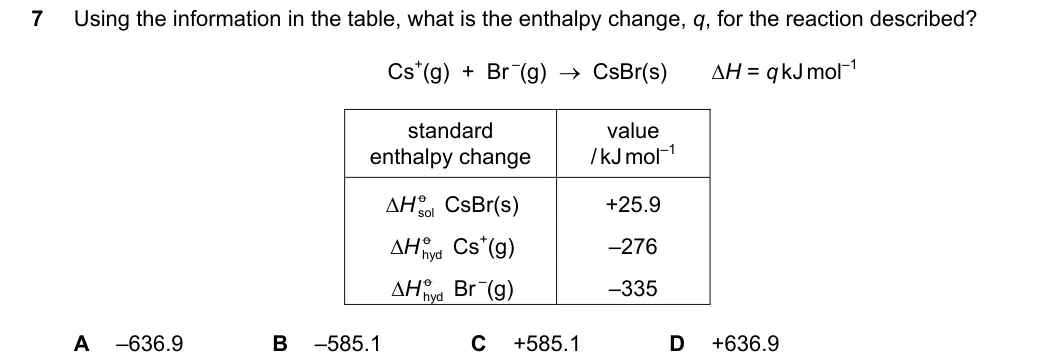 7 Using the information in the table, what is the enthalpy change, q, for the reaction described?
Cs⁺(g) + Br⁻(g) → CsBr(s) ΔH = q kJ mol⁻¹
standard enthalpy change value / kJ mol⁻¹
ΔH⦵sol CsBr(s) +25.9
ΔH⦵hyd Cs⁺(g) –276
ΔH⦵hyd Br⁻(g) –335
A –636.9 B –585.1 C +585.1 D +636.9